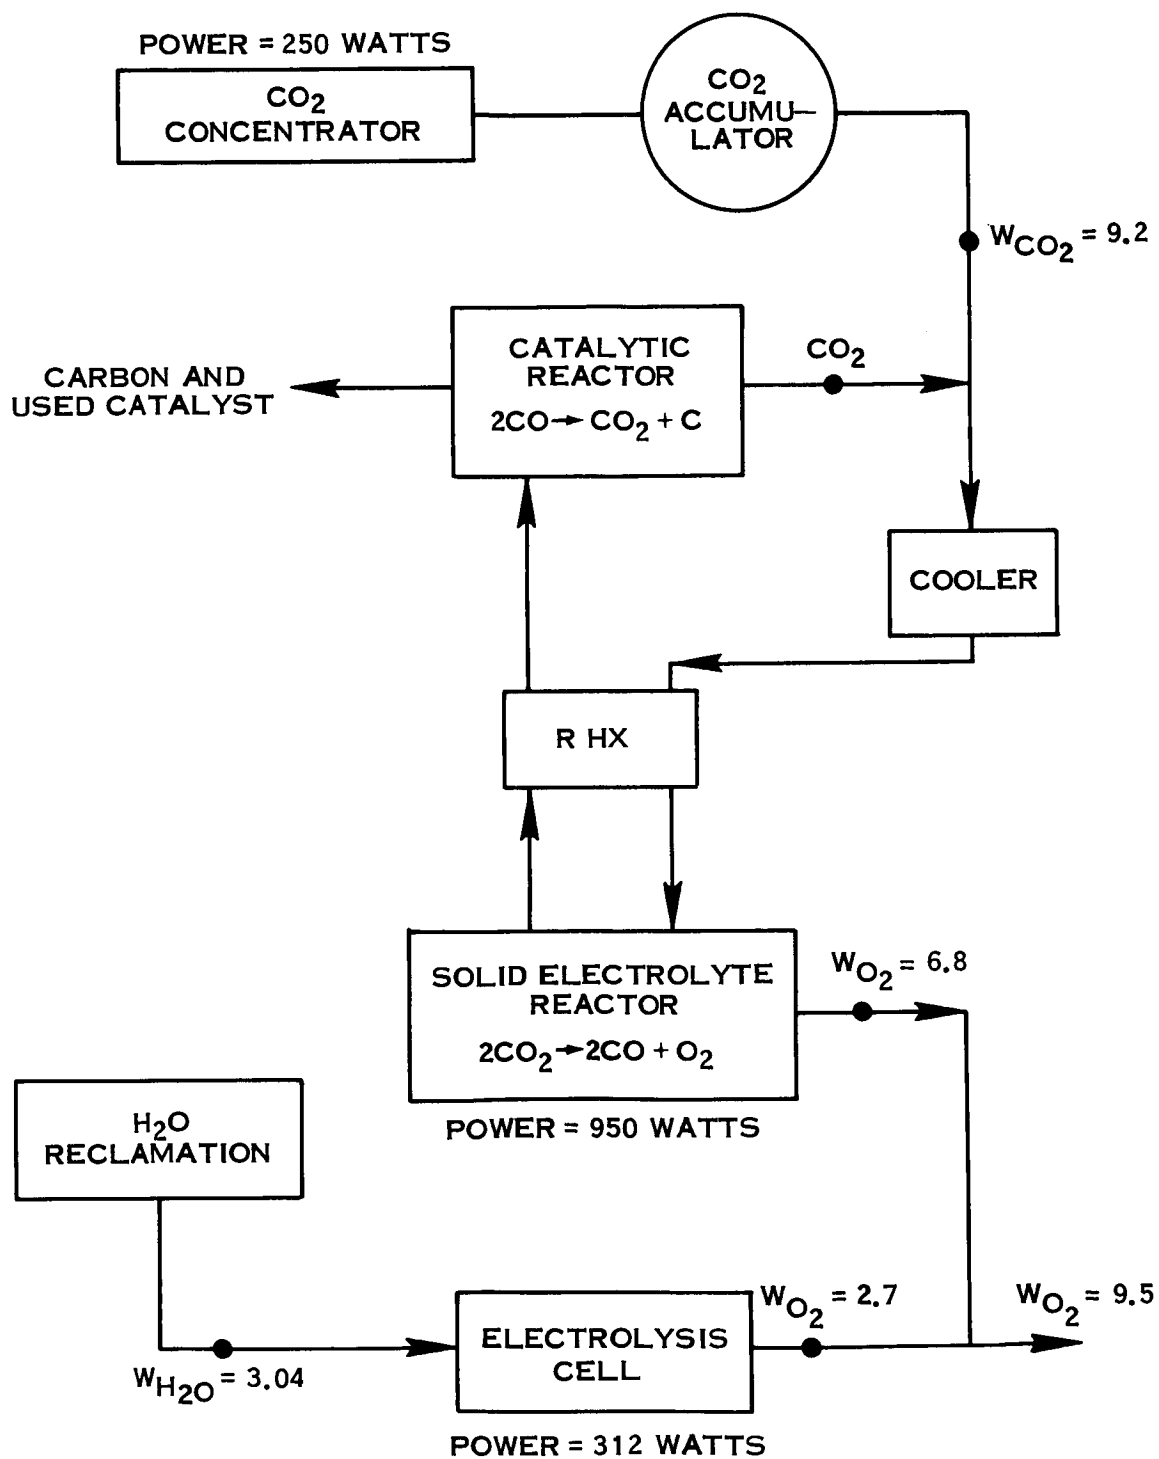 POWER = 250 WATTS
CO2
CONCENTRATOR
CO2
ACCUMU-
LATOR
WCO2 = 9.2
CATALYTIC
REACTOR
2CO→CO2 + C
CO2
CARBON AND
USED CATALYST
COOLER
R HX
SOLID ELECTROLYTE
REACTOR
2CO2→2CO + O2
POWER = 950 WATTS
WO2 = 6.8
H2O
RECLAMATION
WH2O = 3.04
ELECTROLYSIS
CELL
POWER = 312 WATTS
WO2 = 2.7
WO2 = 9.5